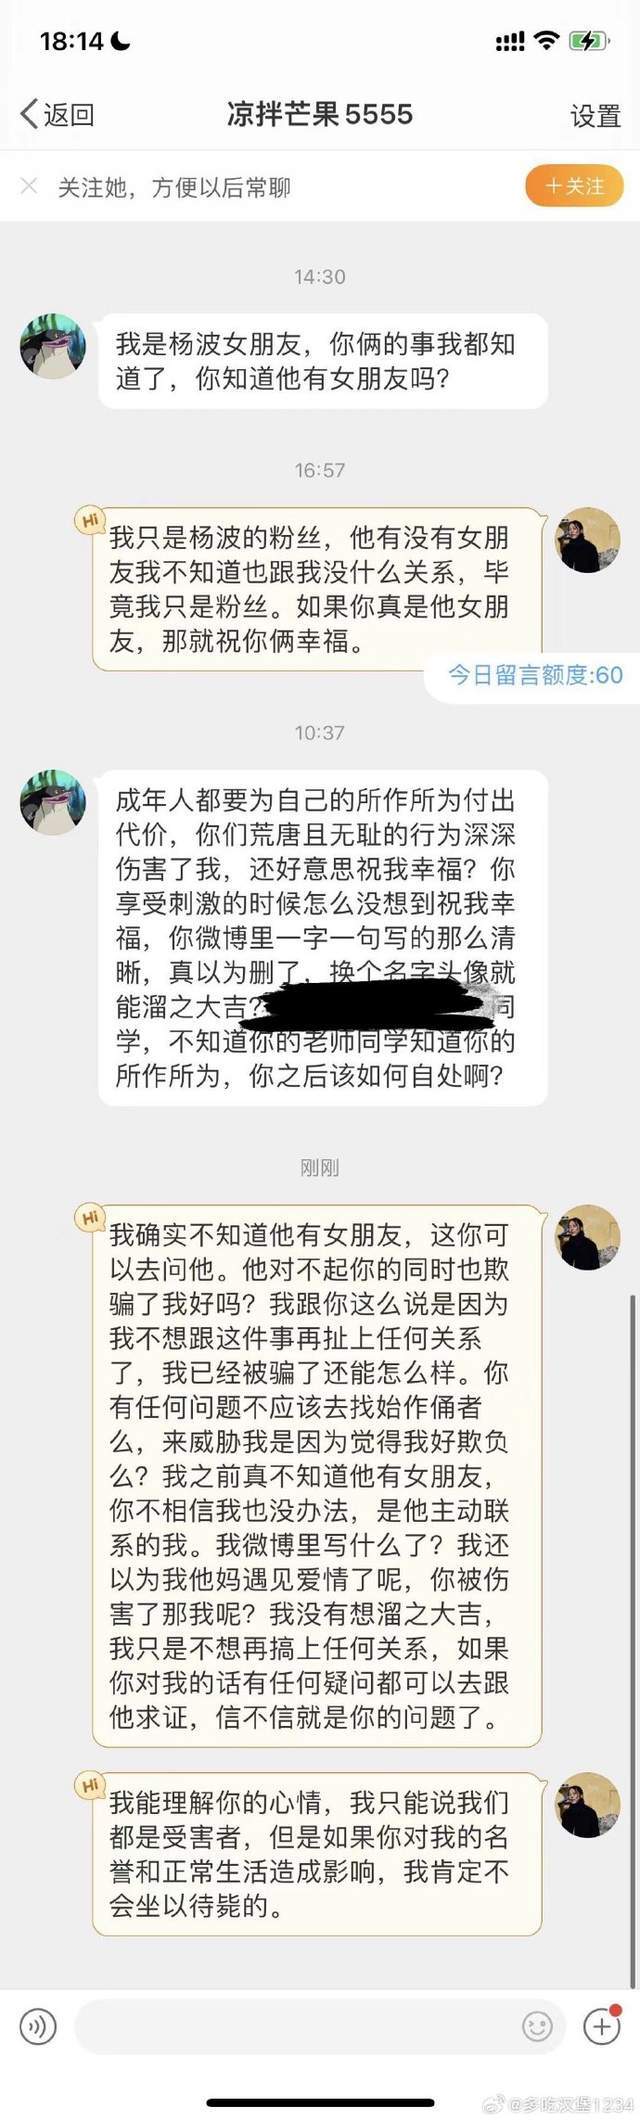 18:14
返回
凉拌芒果5555
设置
关注她，方便以后常聊
＋关注
14:30
我是杨波女朋友，你俩的事我都知
道了，你知道他有女朋友吗？
16:57
Hi
我只是杨波的粉丝，他有没有女朋
友我不知道也跟我没什么关系，毕
竟我只是粉丝。如果你真是他女朋
友，那就祝你俩幸福。
今日留言额度:60
10:37
成年人都要为自己的所作所为付出
代价，你们荒唐且无耻的行为深深
伤害了我，还好意思祝我幸福？你
享受刺激的时候怎么没想到祝我幸
福，你微博里一字一句写的那么清
晰，真以为删了，换个名字头像就
能溜之大吉？
同
学，不知道你的老师同学知道你的
所作所为，你之后该如何自处啊？
刚刚
Hi
我确实不知道他有女朋友，这你可
以去问他。他对不起你的同时也欺
骗了我好吗？我跟你这么说是因为
我不想跟这件事再扯上任何关系
了，我已经被骗了还能怎么样。你
有任何问题不应该去找始作俑者
么，来威胁我是因为觉得我好欺负
么？我之前真不知道他有女朋友，
你不相信我也没办法，是他主动联
系的我。我微博里写什么了？我还
以为我他妈遇见爱情了呢，你被伤
害了那我呢？我没有想溜之大吉，
我只是不想再搞上任何关系，如果
你对我的话有任何疑问都可以去跟
他求证，信不信就是你的问题了。
Hi
我能理解你的心情，我只能说我们
都是受害者，但是如果你对我的名
誉和正常生活造成影响，我肯定不
会坐以待毙的。
@多吃汉堡1234